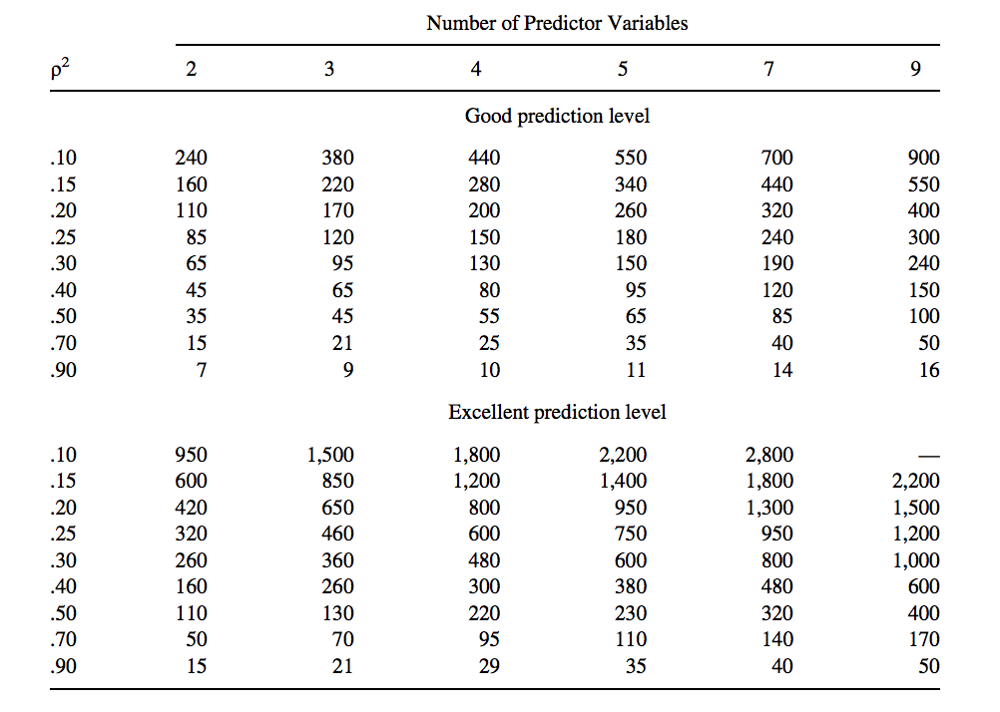 Number of Predictor Variables
ρ² 2 3 4 5 7 9
Good prediction level
.10 240 380 440 550 700 900
.15 160 220 280 340 440 550
.20 110 170 200 260 320 400
.25 85 120 150 180 240 300
.30 65 95 130 150 190 240
.40 45 65 80 95 120 150
.50 35 45 55 65 85 100
.70 15 21 25 35 40 50
.90 7 9 10 11 14 16
Excellent prediction level
.10 950 1,500 1,800 2,200 2,800 —
.15 600 850 1,200 1,400 1,800 2,200
.20 420 650 800 950 1,300 1,500
.25 320 460 600 750 950 1,200
.30 260 360 480 600 800 1,000
.40 160 260 300 380 480 600
.50 110 130 220 230 320 400
.70 50 70 95 110 140 170
.90 15 21 29 35 40 50